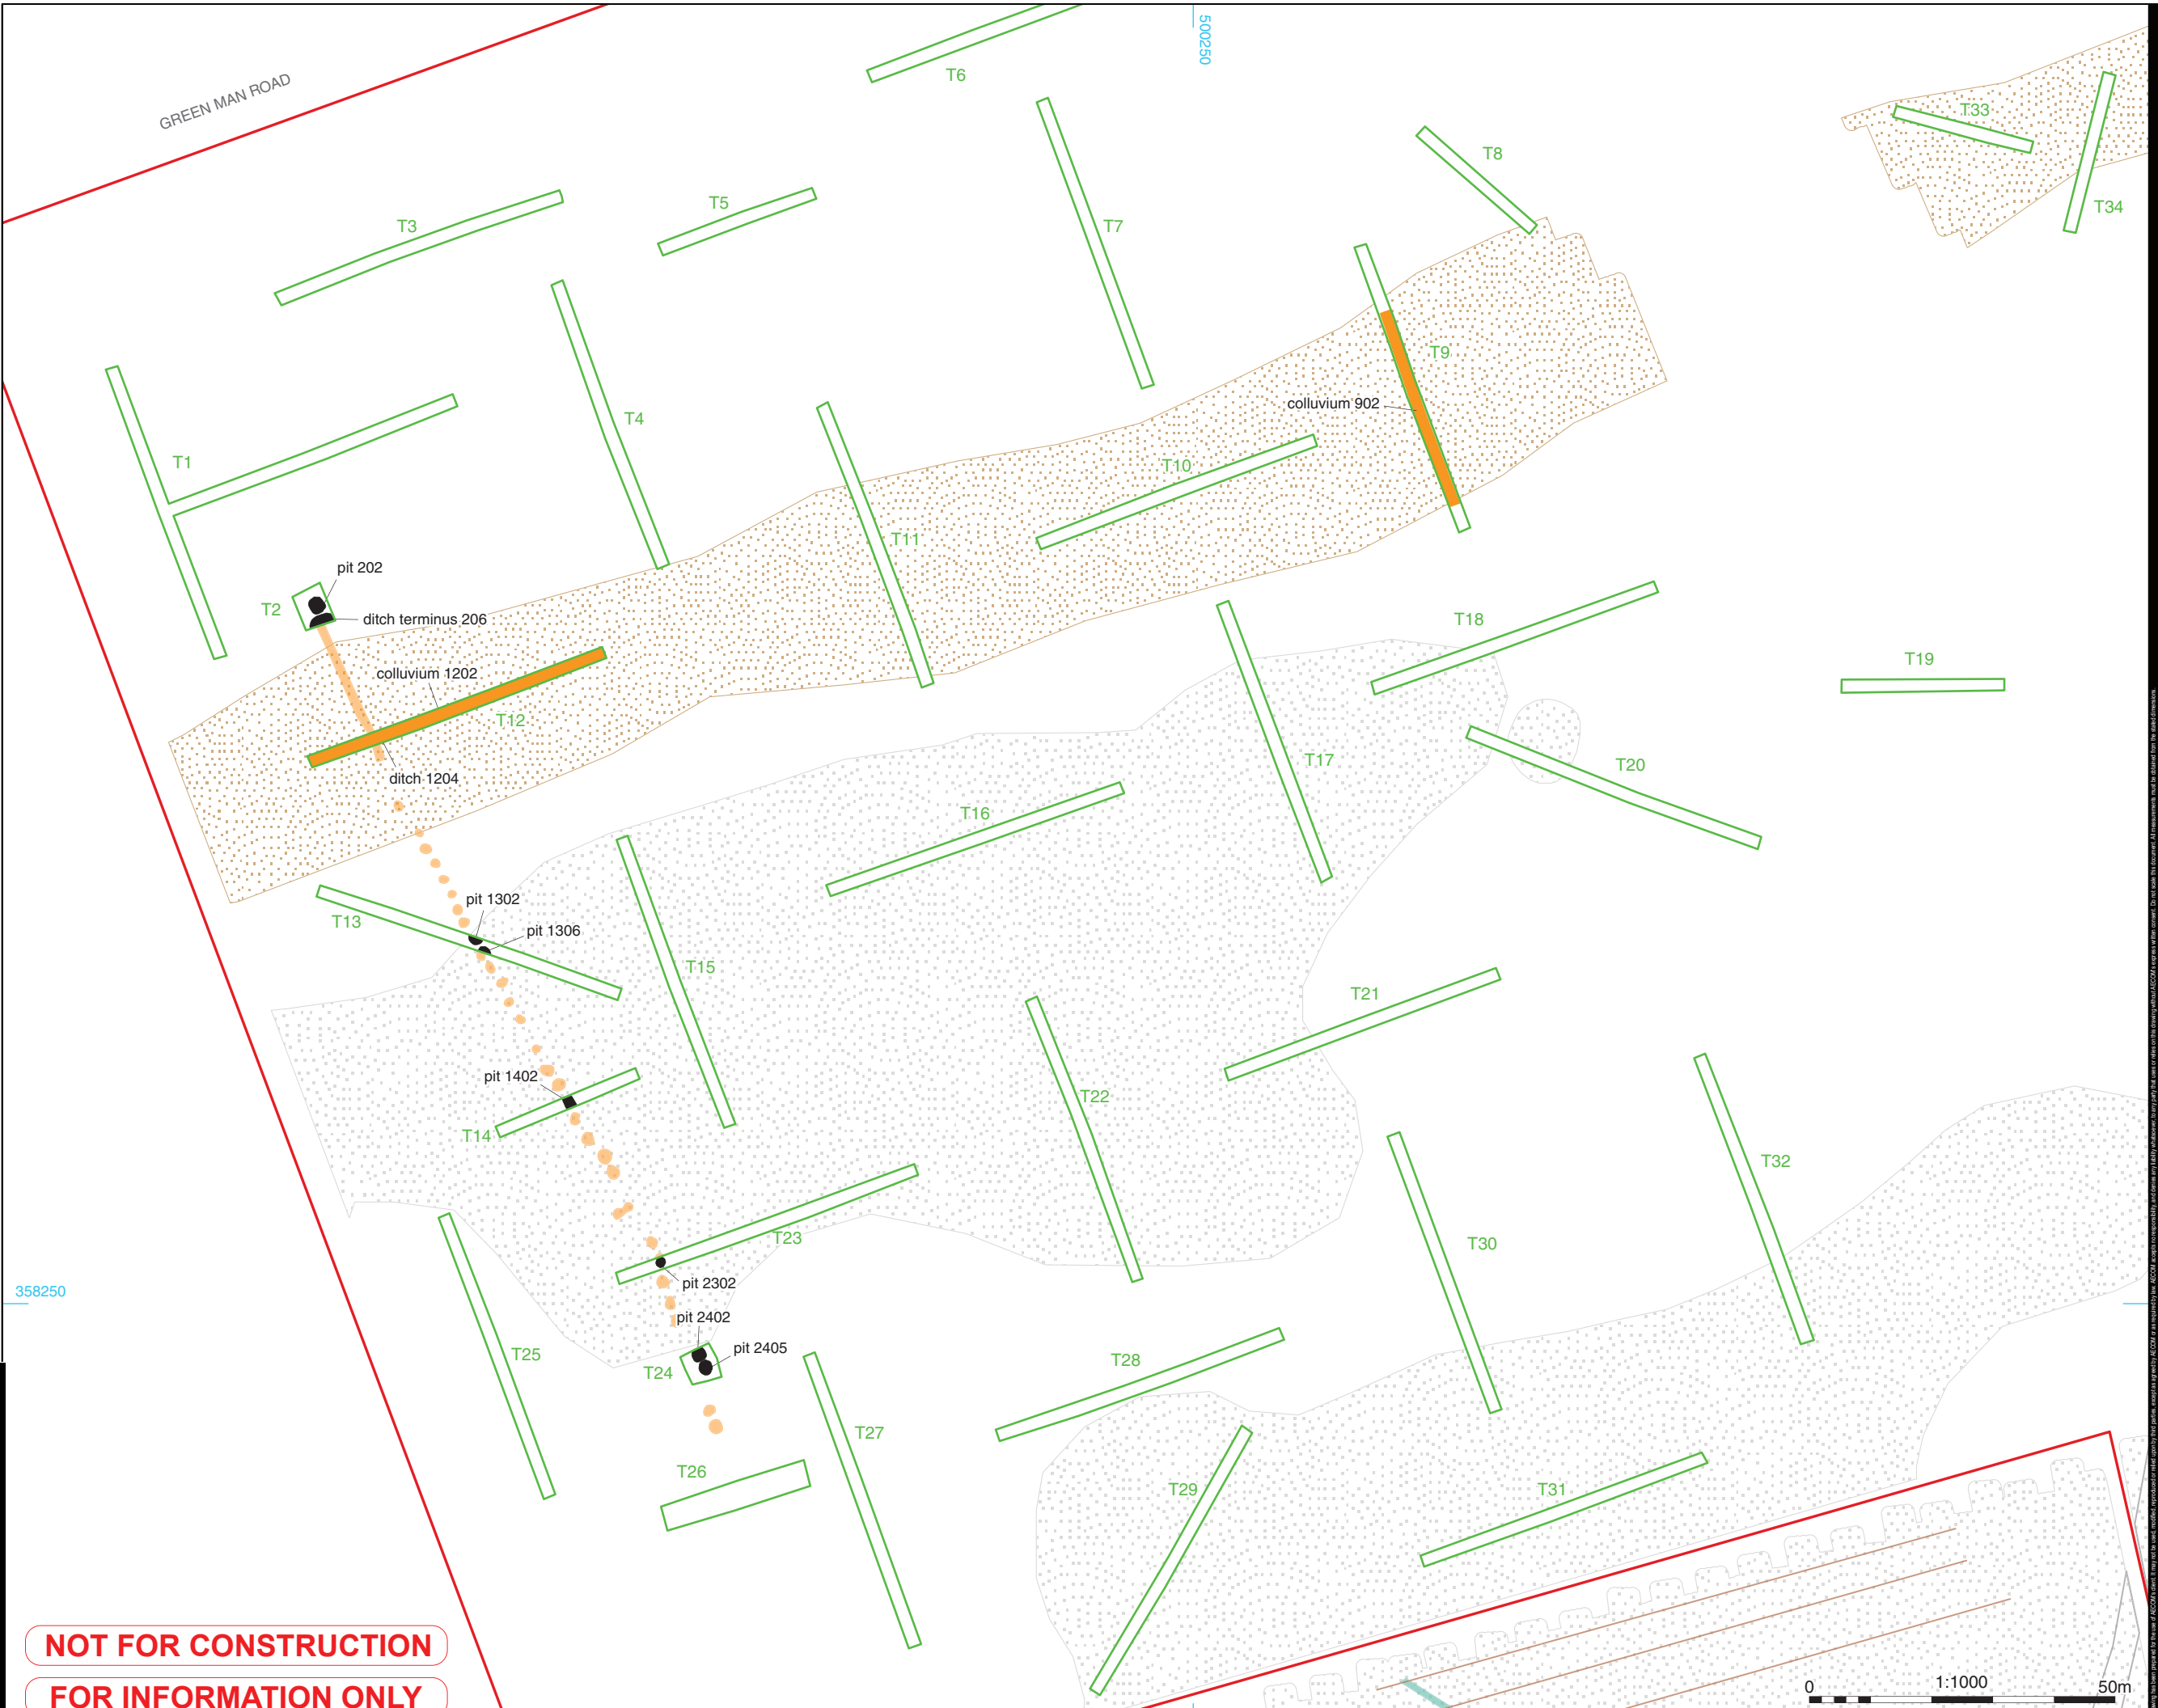 GREEN MAN ROAD
500250
T6
T33
T8
T34
T3
T5
T7
T9
colluvium 902
T4
T1
T10
T11
pit 202
T2
ditch terminus 206
T18
colluvium 1202
T19
T12
T17
T20
ditch 1204
T16
pit 1302
T13
pit 1306
T15
T21
pit 1402
T22
T14
T32
T23
T30
pit 2302
358250
pit 2402
pit 2405
T25
T24
T28
T27
T26
T29
T31
NOT FOR CONSTRUCTION
FOR INFORMATION ONLY
0 1:1000 50m